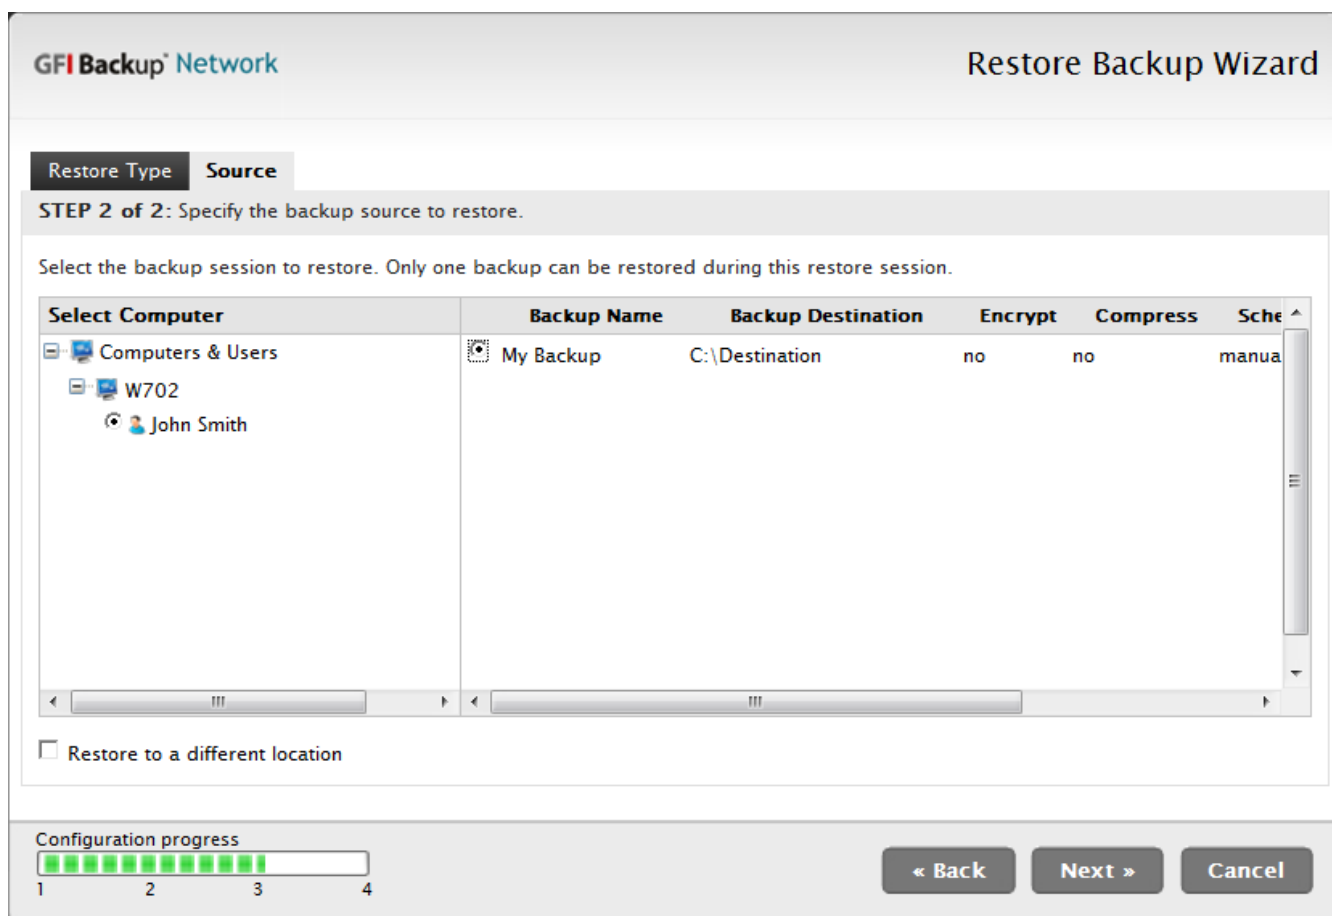 GFI Backup Network
Restore Backup Wizard
Restore Type Source
STEP 2 of 2: Specify the backup source to restore.
Select the backup session to restore. Only one backup can be restored during this restore session.
Select Computer Backup Name Backup Destination Encrypt Compress Sche
Computers & Users My Backup C:\Destination no no manua
W702
John Smith
Restore to a different location
Configuration progress
« Back Next » Cancel
1 2 3 4